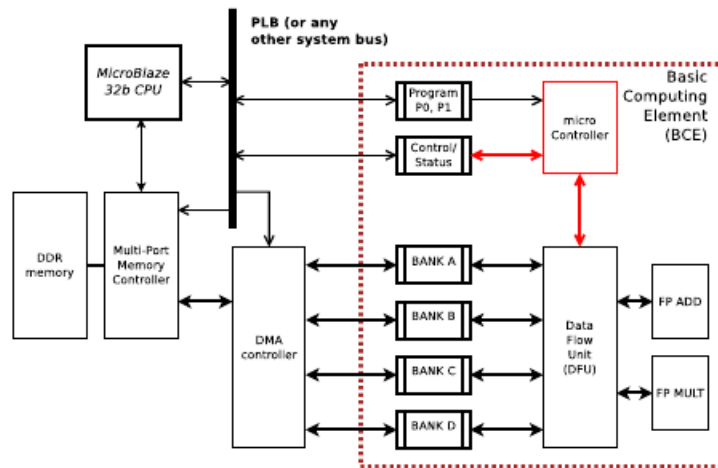 PLB (or any
other system bus)
MicroBlaze
32b CPU
Program
P0, P1
Basic
Computing
Element
(BCE)
micro
Controller
Control/
Status
DDR
memory
Multi-Port
Memory
Controller
DMA
controller
BANK A
BANK B
BANK C
BANK D
Data
Flow
Unit
(DFU)
FP ADD
FP MULT